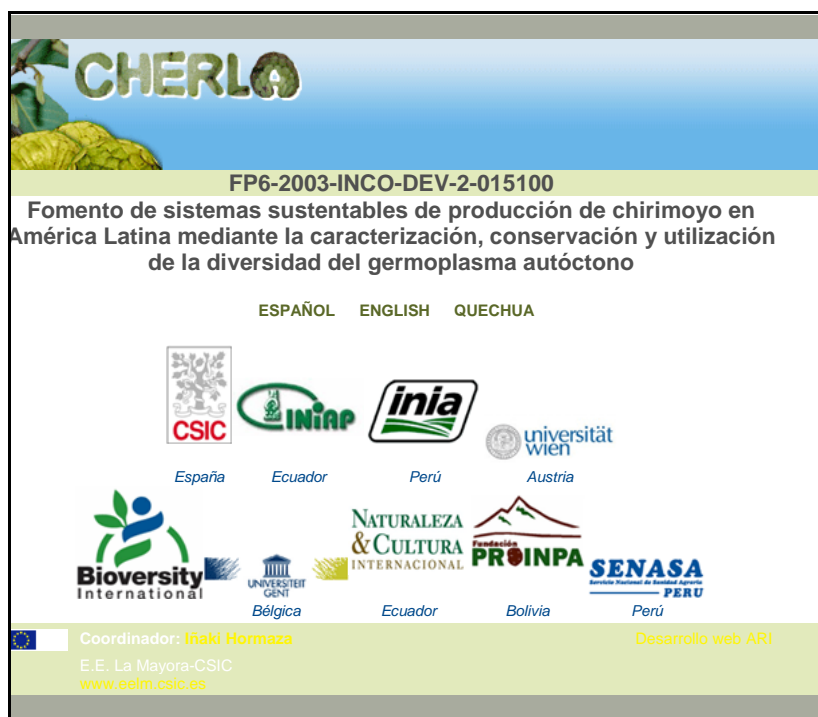 CHERLA
FP6-2003-INCO-DEV-2-015100
Fomento de sistemas sustentables de producción de chirimoyo en
América Latina mediante la caracterización, conservación y utilización
de la diversidad del germoplasma autóctono
ESPAÑOL ENGLISH QUECHUA
CSIC
INIAP
inia
universität
wien
España Ecuador Perú Austria
Bioversity
International
UNIVERSITEIT
GENT
NATURALEZA
& CULTURA
INTERNACIONAL
Fundación
PROINPA
SENASA
Servicio Nacional de Sanidad Agraria
PERU
Bélgica Ecuador Bolivia Perú
Coordinador: Iñaki Hormaza
Desarrollo web ARI
E.E. La Mayora-CSIC
www.eelm.csic.es